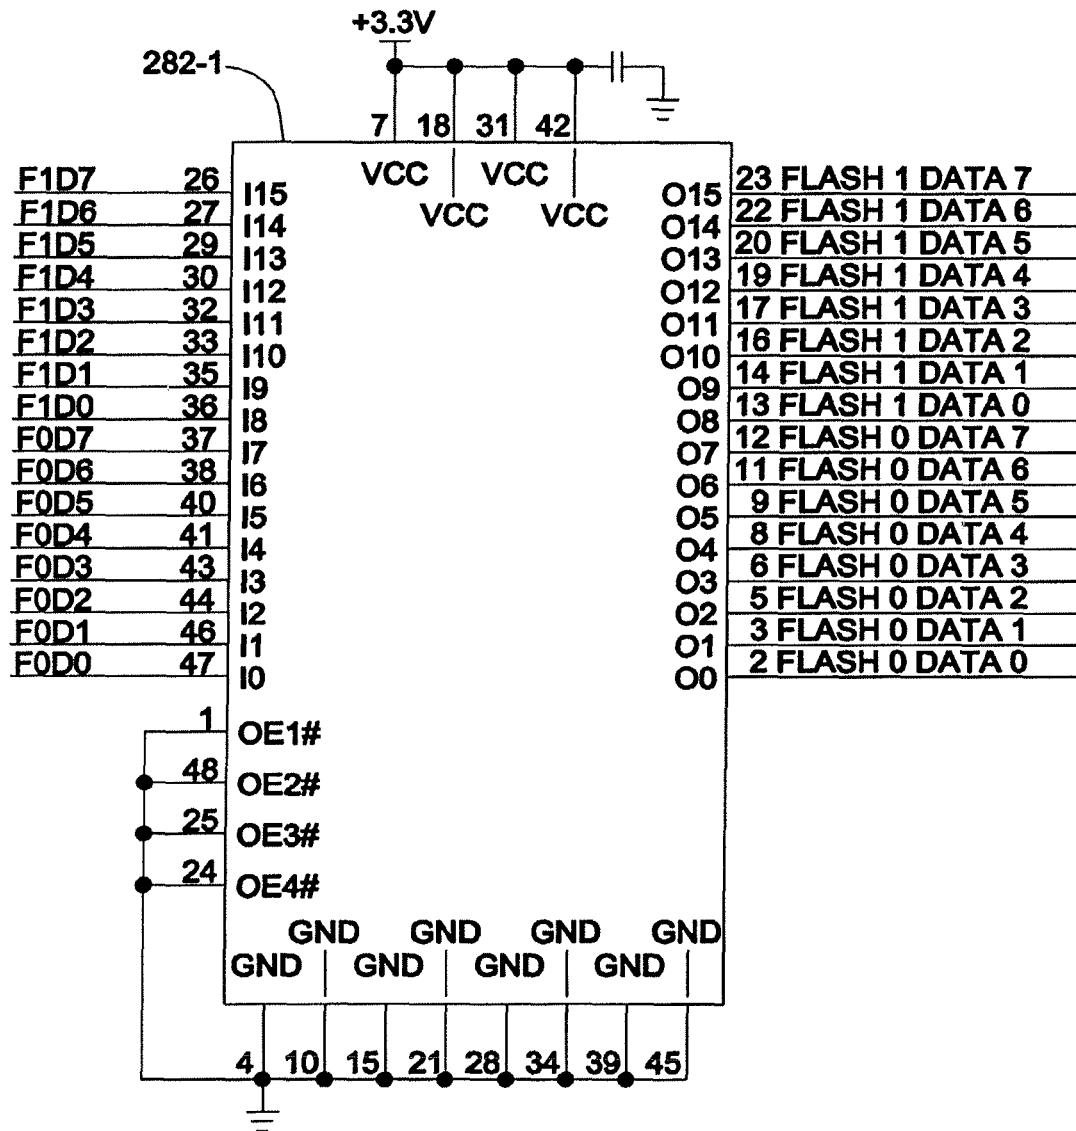 +3.3V
282-1
7 18 31 42
VCC VCC
VCC VCC
F1D7 26 I15 O15 23 FLASH 1 DATA 7
F1D6 27 I14 O14 22 FLASH 1 DATA 6
F1D5 29 I13 O13 20 FLASH 1 DATA 5
F1D4 30 I12 O12 19 FLASH 1 DATA 4
F1D3 32 I11 O11 17 FLASH 1 DATA 3
F1D2 33 I10 O10 16 FLASH 1 DATA 2
F1D1 35 I9 O9 14 FLASH 1 DATA 1
F1D0 36 I8 O8 13 FLASH 1 DATA 0
F0D7 37 I7 O7 12 FLASH 0 DATA 7
F0D6 38 I6 O6 11 FLASH 0 DATA 6
F0D5 40 I5 O5 9 FLASH 0 DATA 5
F0D4 41 I4 O4 8 FLASH 0 DATA 4
F0D3 43 I3 O3 6 FLASH 0 DATA 3
F0D2 44 I2 O2 5 FLASH 0 DATA 2
F0D1 46 I1 O1 3 FLASH 0 DATA 1
F0D0 47 I0 O0 2 FLASH 0 DATA 0
1 OE1#
48 OE2#
25 OE3#
24 OE4#
GND GND GND GND
GND GND GND GND
4 10 15 21 28 34 39 45